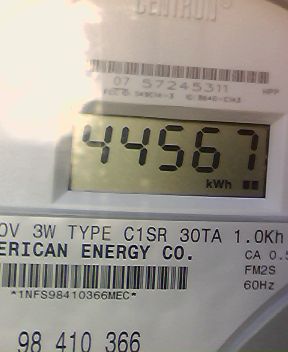 CENTRON®
07 57245311
HPP
44567
kWh
0V 3W TYPE C1SR 30TA 1.0Kh
ERICAN ENERGY CO.
CA 0.5
FM2S
60Hz
*1NFS98410366MEC*
98 410 366